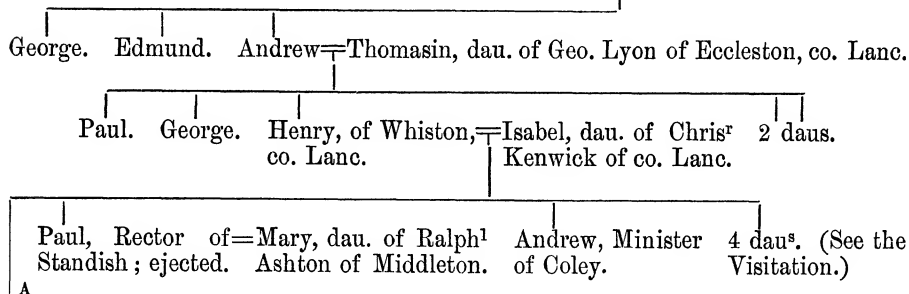 George. Edmund. Andrew=Thomasin, dau. of Geo. Lyon of Eccleston, co. Lanc.
Paul. George. Henry, of Whiston,=Isabel, dau. of Chrisʳ 2 daus.
co. Lanc. Kenwick of co. Lanc.
Paul, Rector of=Mary, dau. of Ralph¹ Andrew, Minister 4 dauˢ. (See the
Standish; ejected. Ashton of Middleton. of Coley. Visitation.)
A